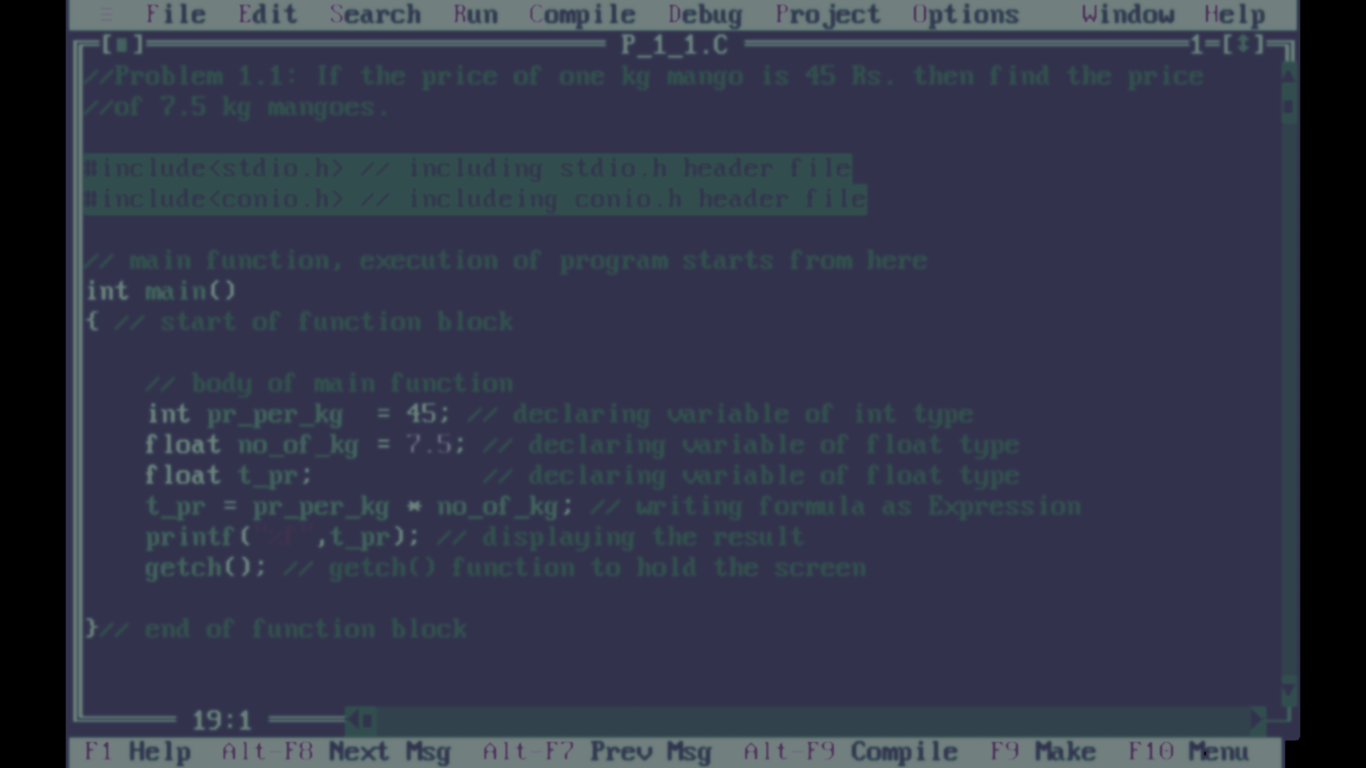 ≡ File Edit Search Run Compile Debug Project Options Window Help
[■] P_1_1.C 1=[↕]
//Problem 1.1: If the price of one kg mango is 45 Rs. then find the price
//of 7.5 kg mangoes.
#include<stdio.h> // including stdio.h header file
#include<conio.h> // includeing conio.h header file
// main function, execution of program starts from here
int main()
{ // start of function block
// body of main function
int pr_per_kg  = 45; // declaring variable of int type
float no_of_kg = 7.5; // declaring variable of float type
float t_pr;           // declaring variable of float type
t_pr = pr_per_kg * no_of_kg; // writing formula as Expression
printf("%f",t_pr); // displaying the result
getch(); // getch() function to hold the screen
}// end of function block
19:1
F1 Help Alt-F8 Next Msg Alt-F7 Prev Msg Alt-F9 Compile F9 Make F10 Menu